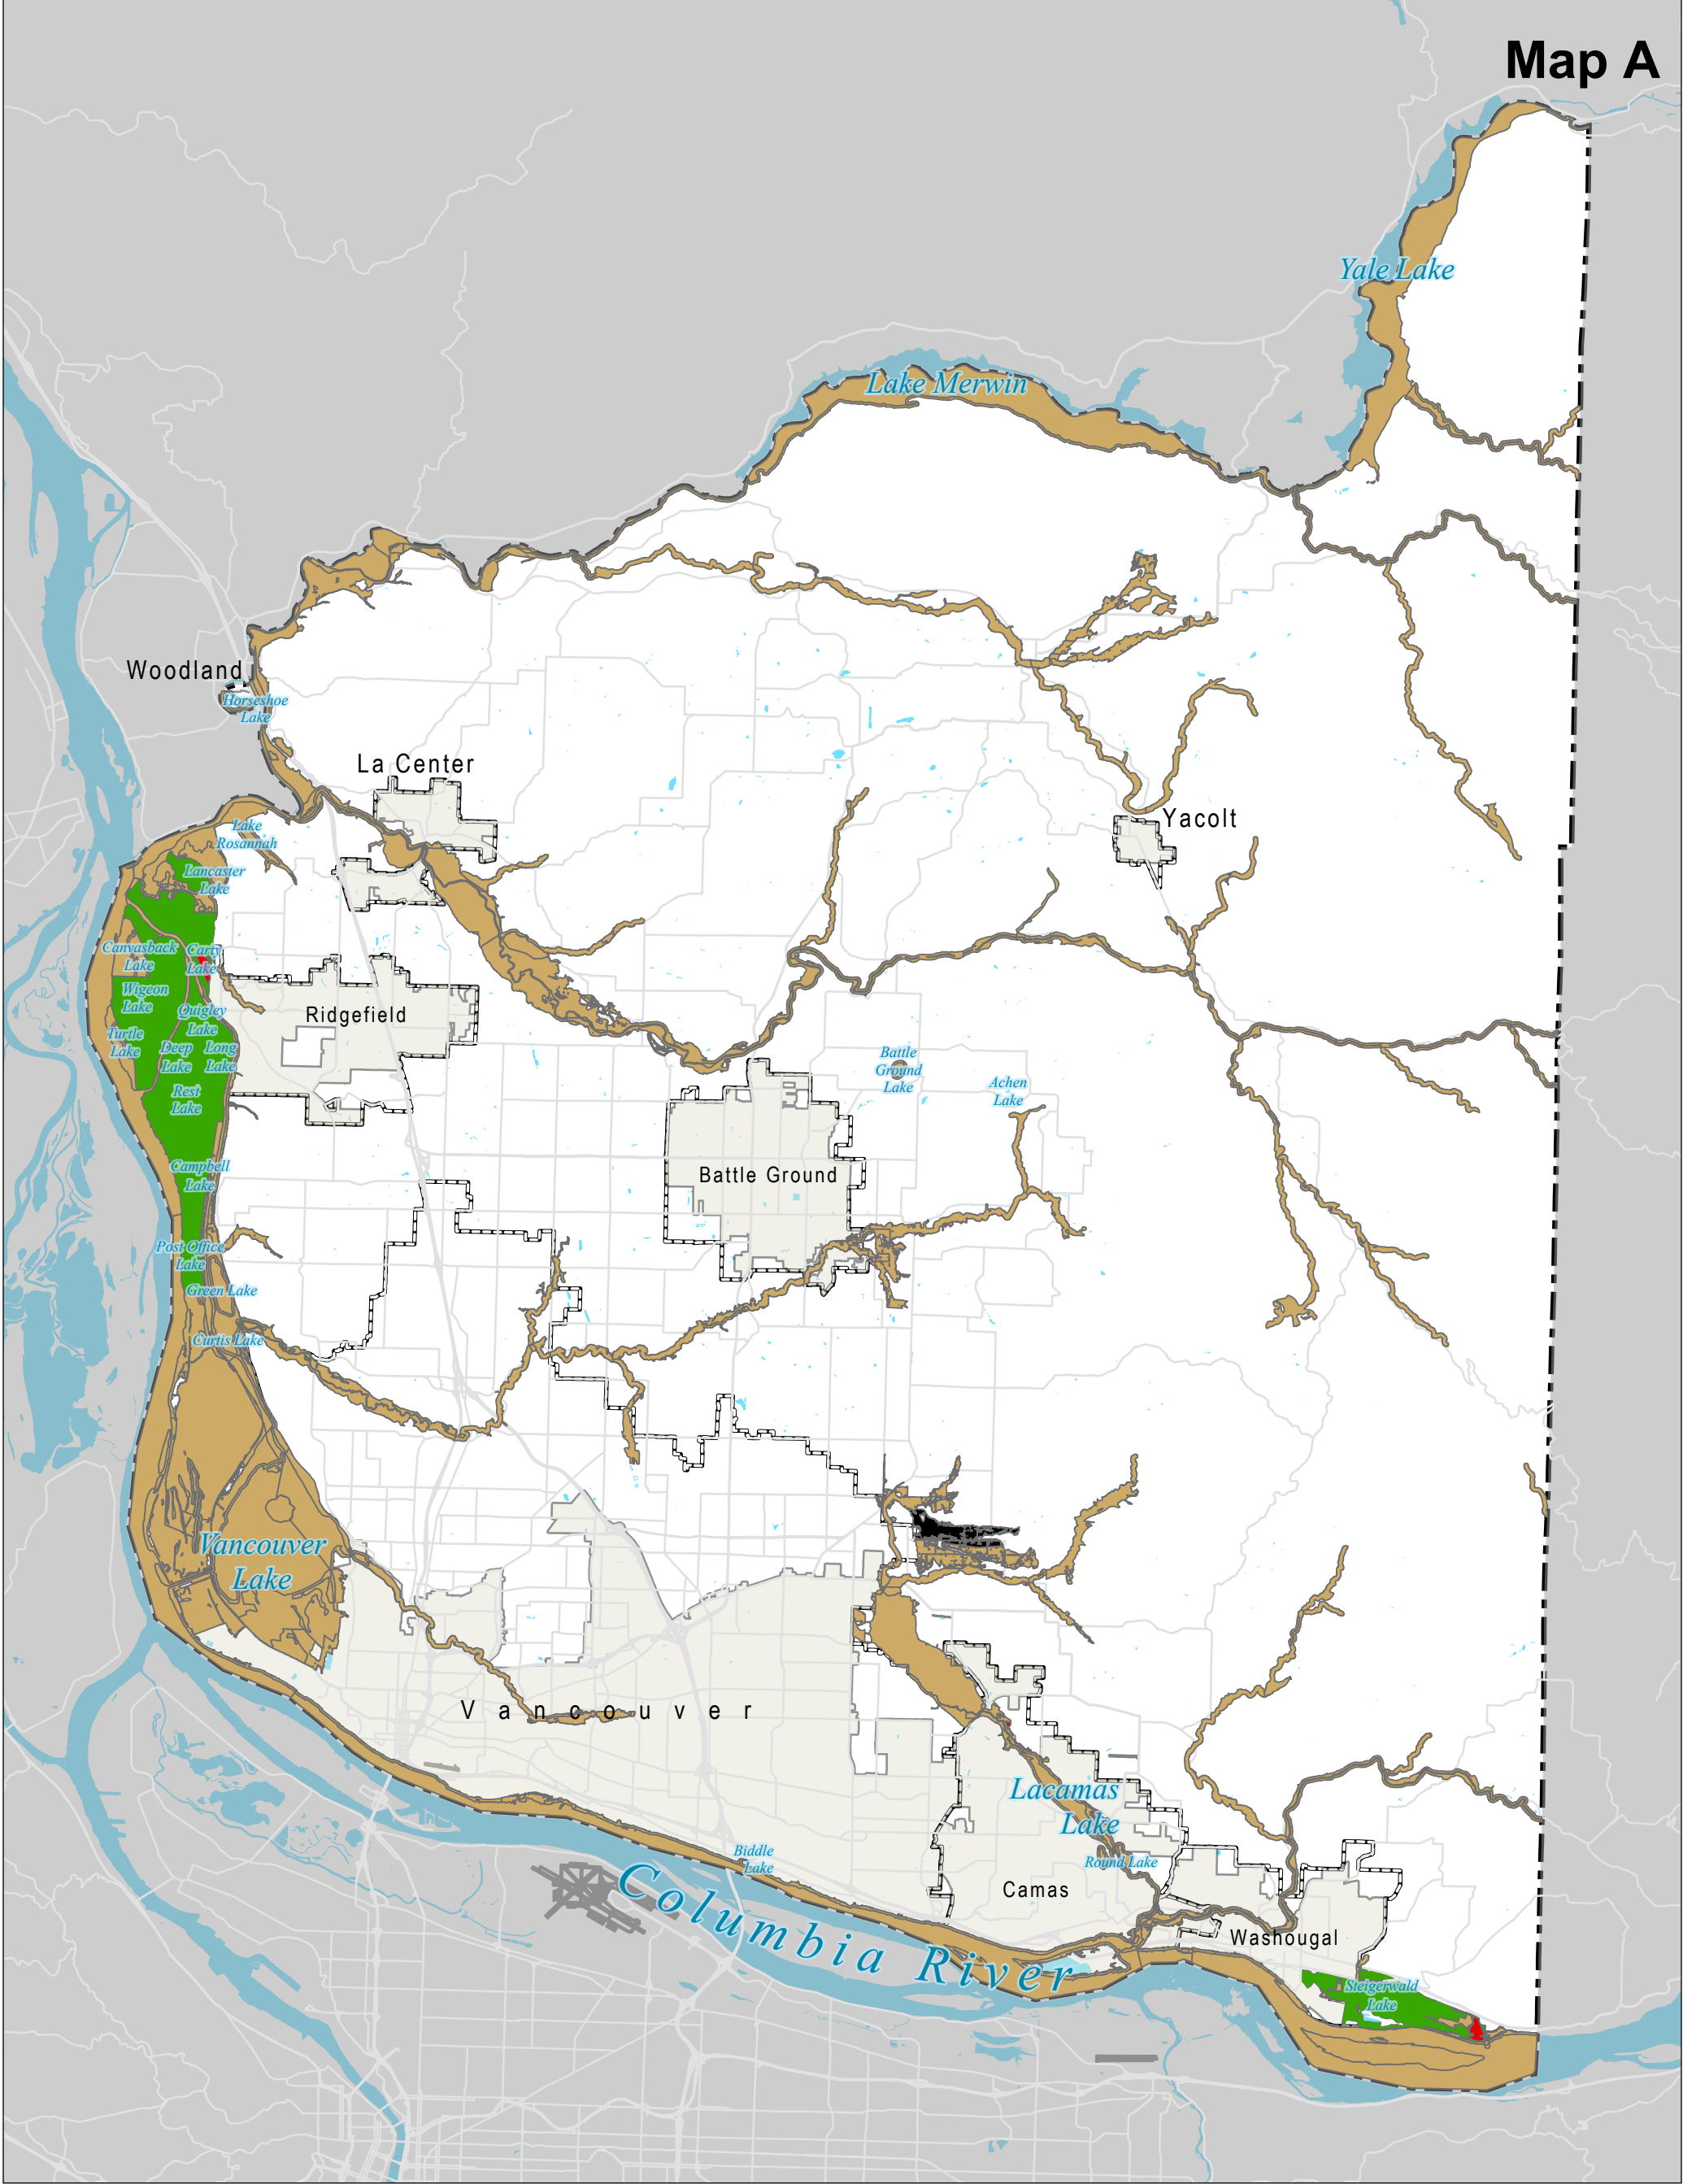 Map A
Yale Lake
Lake Merwin
Woodland
Horseshoe
Lake
La Center
Yacolt
Lake
Rosannah
Lancaster
Lake
Canvasback
Lake
Carty
Lake
Wigeon
Lake
Quigley
Lake
Ridgefield
Turtle
Lake
Deep
Lake
Long
Lake
Battle
Ground
Lake
Achen
Lake
Rest
Lake
Campbell
Lake
Battle Ground
Post Office
Lake
Green Lake
Curtis Lake
Vancouver
Lake
Vancouver
Lacamas
Lake
Biddle
Lake
Round Lake
Camas
Columbia River
Washougal
Steigerwald
Lake